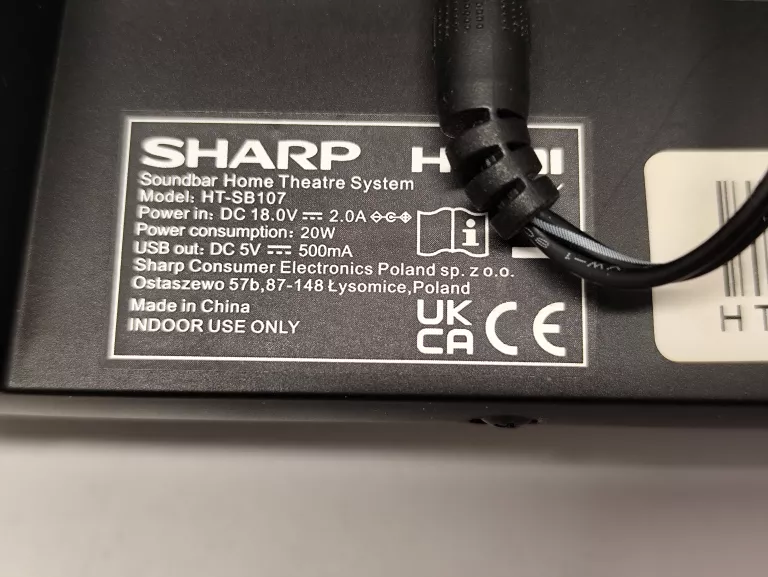 SHARP
Soundbar Home Theatre System
Model: HT-SB107
Power in: DC 18.0V ⎓ 2.0A
Power consumption: 20W
USB out: DC 5V ⎓ 500mA
Sharp Consumer Electronics Poland sp. z o.o.
Ostaszewo 57b,87-148 Łysomice,Poland
Made in China
INDOOR USE ONLY
UK
CA
CE
HT